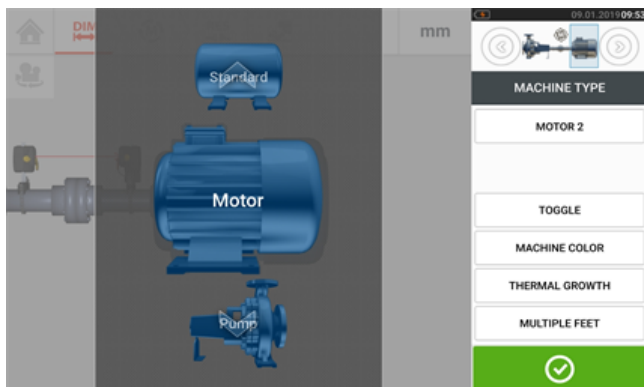 DIM
mm
09.01.2019 09:53
Standard
Motor
Pump
MACHINE TYPE
MOTOR 2
TOGGLE
MACHINE COLOR
THERMAL GROWTH
MULTIPLE FEET